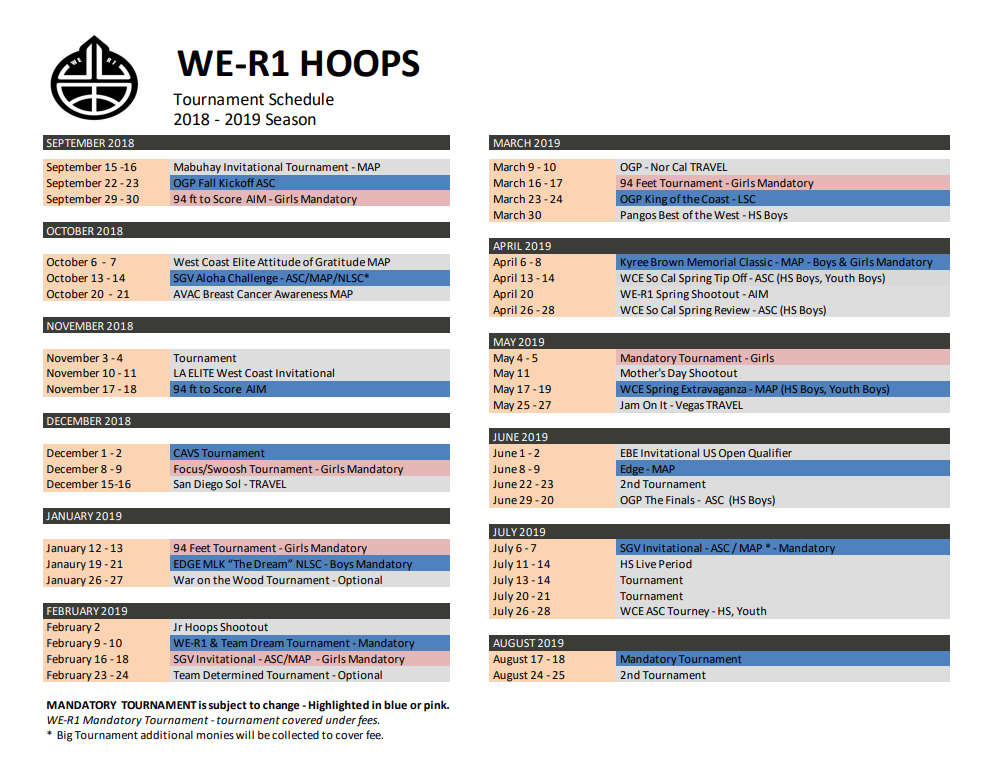 WE R1
WE-R1 HOOPS
Tournament Schedule
2018 - 2019 Season
SEPTEMBER 2018
September 15 -16 Mabuhay Invitational Tournament - MAP
September 22 - 23 OGP Fall Kickoff ASC
September 29 - 30 94 ft to Score AIM - Girls Mandatory
OCTOBER 2018
October 6 - 7 West Coast Elite Attitude of Gratitude MAP
October 13 - 14 SGV Aloha Challenge - ASC/MAP/NLSC*
October 20 - 21 AVAC Breast Cancer Awareness MAP
NOVEMBER 2018
November 3 - 4 Tournament
November 10 - 11 LA ELITE West Coast Invitational
November 17 - 18 94 ft to Score AIM
DECEMBER 2018
December 1 - 2 CAVS Tournament
December 8 - 9 Focus/Swoosh Tournament - Girls Mandatory
December 15-16 San Diego Sol - TRAVEL
JANUARY 2019
January 12 - 13 94 Feet Tournament - Girls Mandatory
Janaury 19 - 21 EDGE MLK “The Dream” NLSC - Boys Mandatory
January 26 - 27 War on the Wood Tournament - Optional
FEBRUARY 2019
February 2 Jr Hoops Shootout
February 9 - 10 WE-R1 & Team Dream Tournament - Mandatory
February 16 - 18 SGV Invitational - ASC/MAP - Girls Mandatory
February 23 - 24 Team Determined Tournament - Optional
MANDATORY TOURNAMENT is subject to change - Highlighted in blue or pink.
WE-R1 Mandatory Tournament - tournament covered under fees.
* Big Tournament additional monies will be collected to cover fee.
MARCH 2019
March 9 - 10 OGP - Nor Cal TRAVEL
March 16 - 17 94 Feet Tournament - Girls Mandatory
March 23 - 24 OGP King of the Coast - LSC
March 30 Pangos Best of the West - HS Boys
APRIL 2019
April 6 - 8 Kyree Brown Memorial Classic - MAP - Boys & Girls Mandatory
April 13 - 14 WCE So Cal Spring Tip Off - ASC (HS Boys, Youth Boys)
April 20 WE-R1 Spring Shootout - AIM
April 26 - 28 WCE So Cal Spring Review - ASC (HS Boys)
MAY 2019
May 4 - 5 Mandatory Tournament - Girls
May 11 Mother's Day Shootout
May 17 - 19 WCE Spring Extravaganza - MAP (HS Boys, Youth Boys)
May 25 - 27 Jam On It - Vegas TRAVEL
JUNE 2019
June 1 - 2 EBE Invitational US Open Qualifier
June 8 - 9 Edge - MAP
June 22 - 23 2nd Tournament
June 29 - 20 OGP The Finals - ASC (HS Boys)
JULY 2019
July 6 - 7 SGV Invitational - ASC / MAP * - Mandatory
July 11 - 14 HS Live Period
July 13 - 14 Tournament
July 20 - 21 Tournament
July 26 - 28 WCE ASC Tourney - HS, Youth
AUGUST 2019
August 17 - 18 Mandatory Tournament
August 24 - 25 2nd Tournament